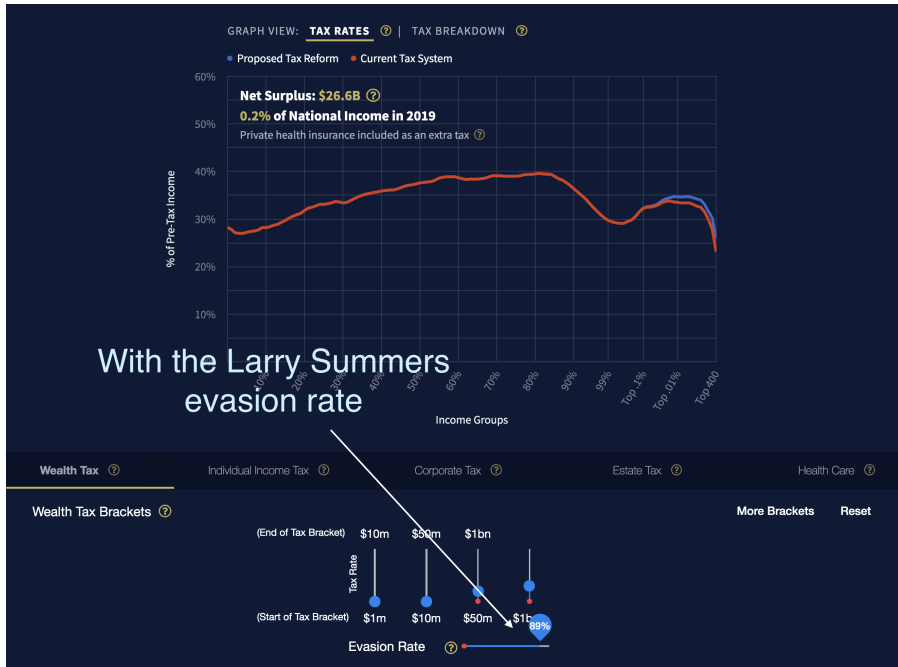 GRAPH VIEW: TAX RATES ? | TAX BREAKDOWN ?
Proposed Tax Reform Current Tax System
60%
Net Surplus: $26.6B ?
0.2% of National Income in 2019
50%
Private health insurance included as an extra tax ?
40%
30%
20%
10%
% of Pre-Tax Income
With the Larry Summers
evasion rate
10% 20% 30% 40% 50% 60% 70% 80% 90% 99% Top .1% Top .01% Top 400
Income Groups
Wealth Tax ? Individual Income Tax ? Corporate Tax ? Estate Tax ? Health Care ?
Wealth Tax Brackets ? More Brackets Reset
(End of Tax Bracket) $10m $50m $1bn
Tax Rate
(Start of Tax Bracket) $1m $10m $50m $1b
89%
Evasion Rate ?